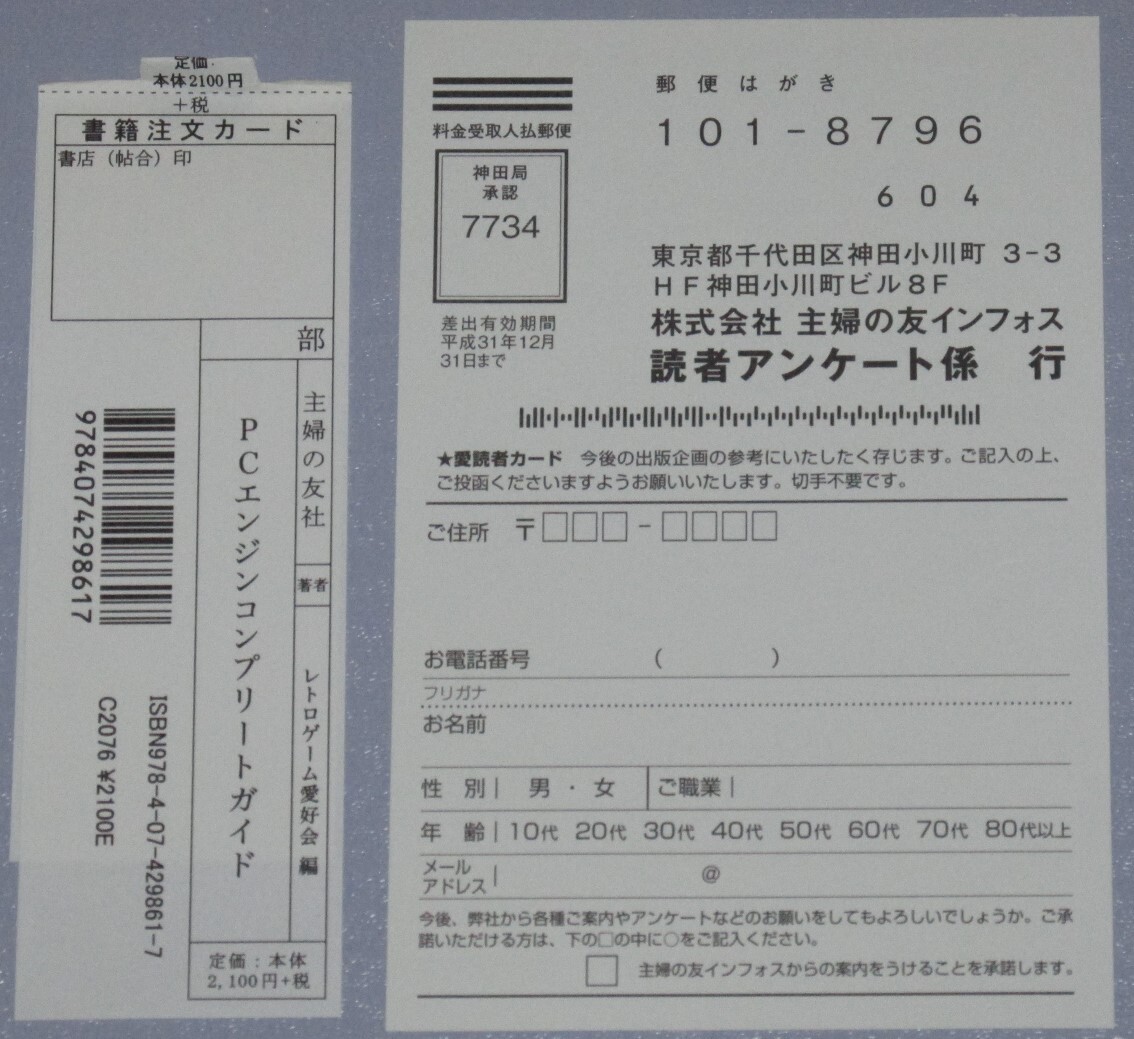 定価:
本体2100円
+税
書籍注文カード
書店（帖合）印
部
主婦の友社
著者
レトロゲーム愛好会 編
PCエンジンコンプリートガイド
定価：本体
2,100円+税
9784074298617
ISBN978-4-07-429861-7
C2076 ¥2100E
郵便はがき
料金受取人払郵便
神田局
承認
7734
差出有効期間
平成31年12月
31日まで
101-8796
604
東京都千代田区神田小川町 3-3
HF神田小川町ビル8F
株式会社 主婦の友インフォス
読者アンケート係 行
★愛読者カード 今後の出版企画の参考にいたしたく存じます。ご記入の上、
ご投函くださいますようお願いいたします。切手不要です。
ご住所 〒□□□-□□□□
お電話番号 （ ）
フリガナ
お名前
性 別 | 男 ・ 女 | ご職業 |
年 齢 | 10代 20代 30代 40代 50代 60代 70代 80代以上
メール
アドレス | @
今後、弊社から各種ご案内やアンケートなどのお願いをしてもよろしいでしょうか。ご承
諾いただける方は、下の□の中に○をご記入ください。
□ 主婦の友インフォスからの案内をうけることを承諾します。